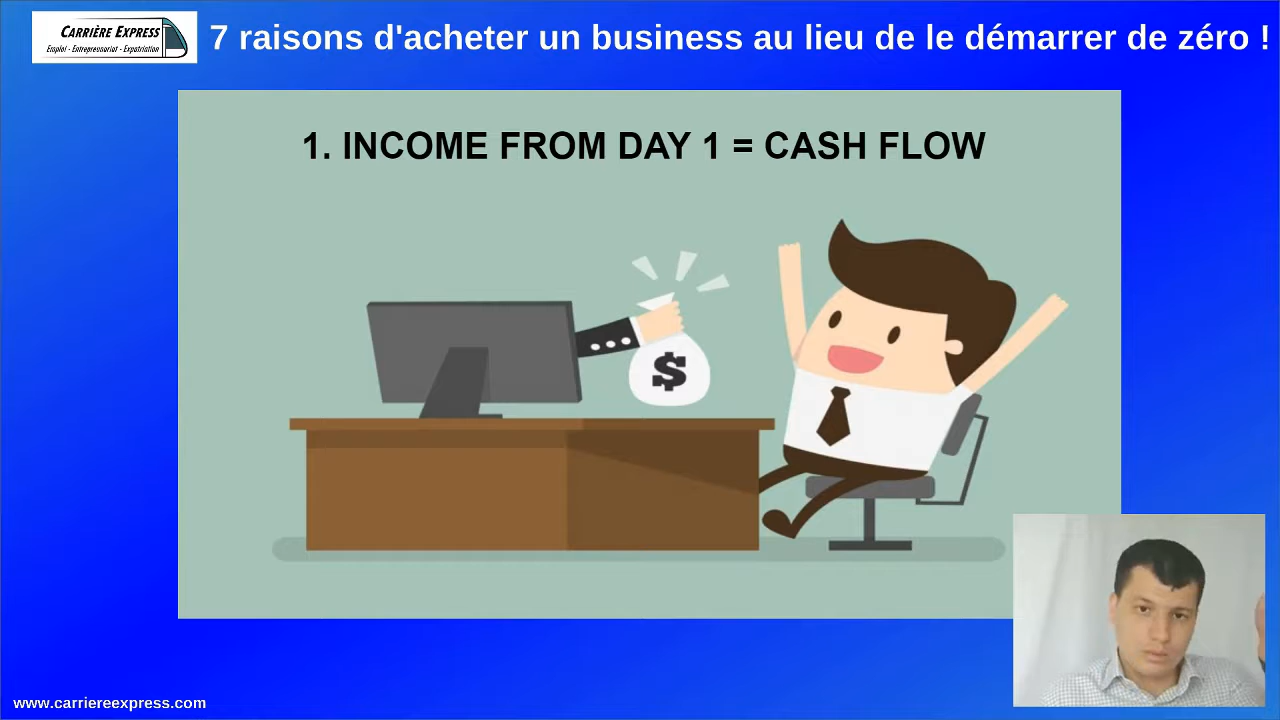 CARRIÈRE EXPRESS
Emploi - Entrepreneuriat - Expatriation
7 raisons d'acheter un business au lieu de le démarrer de zéro !
1. INCOME FROM DAY 1 = CASH FLOW
$
www.carriereexpress.com